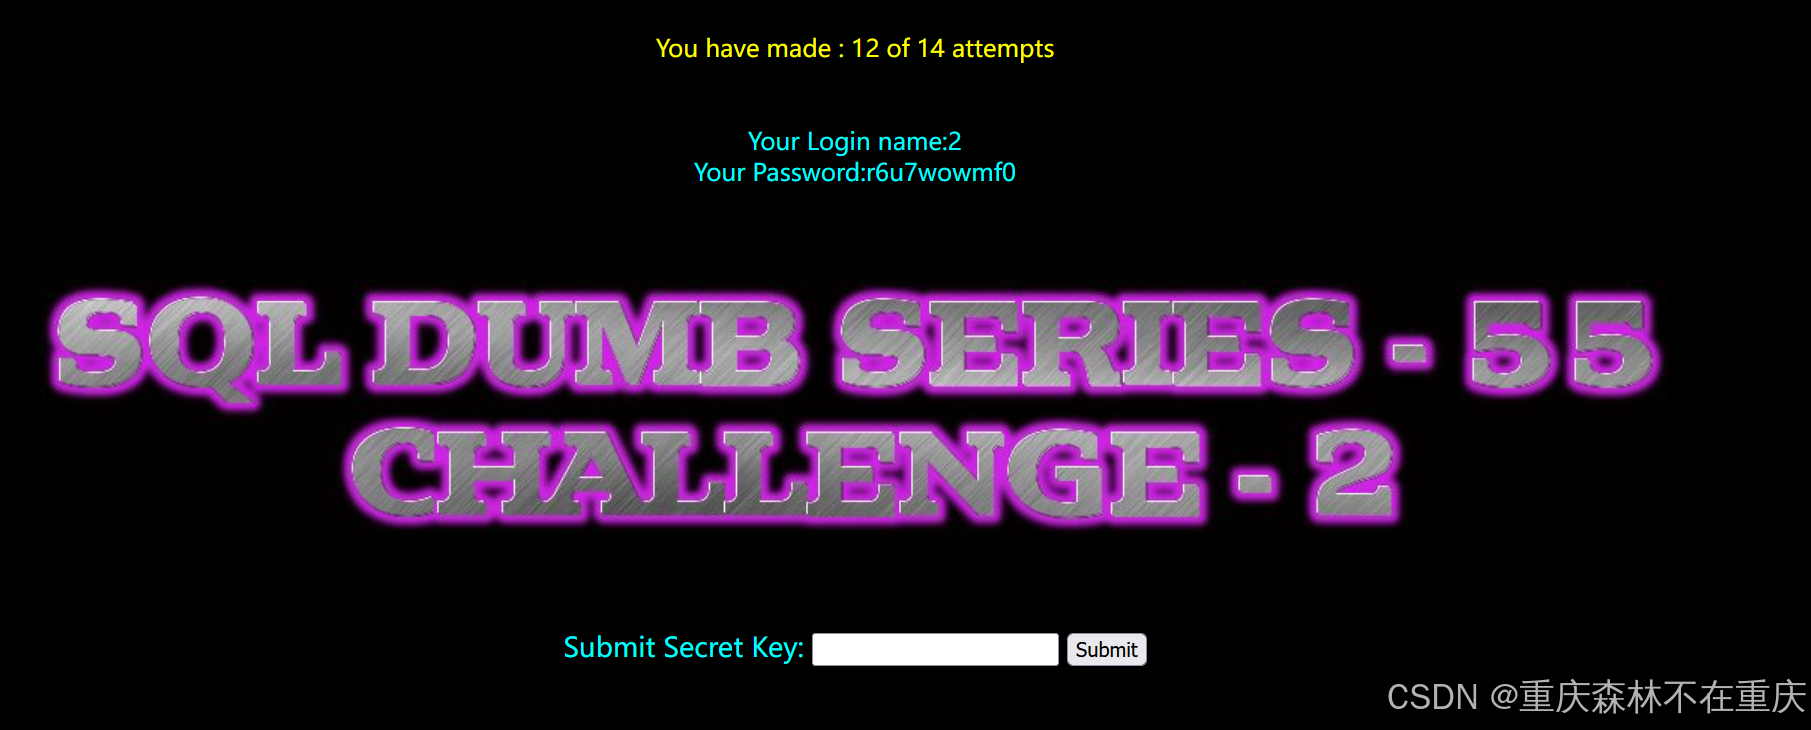 You have made : 12 of 14 attempts
Your Login name:2
Your Password:r6u7wowmf0
SQL DUMB SERIES - 55
CHALLENGE - 2
Submit Secret Key: Submit
CSDN @重庆森林不在重庆